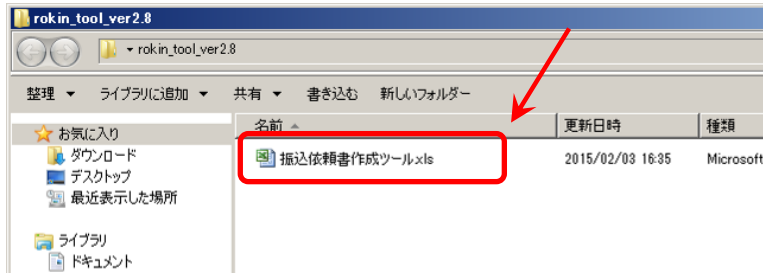 rokin_tool_ver2.8
rokin_tool_ver2.8
整理 ライブラリに追加 共有 書き込む 新しいフォルダー
お気に入り
ダウンロード
デスクトップ
最近表示した場所
ライブラリ
ドキュメント
名前 更新日時 種類
振込依頼書作成ツール.xls 2015/02/03 16:35 Microsoft